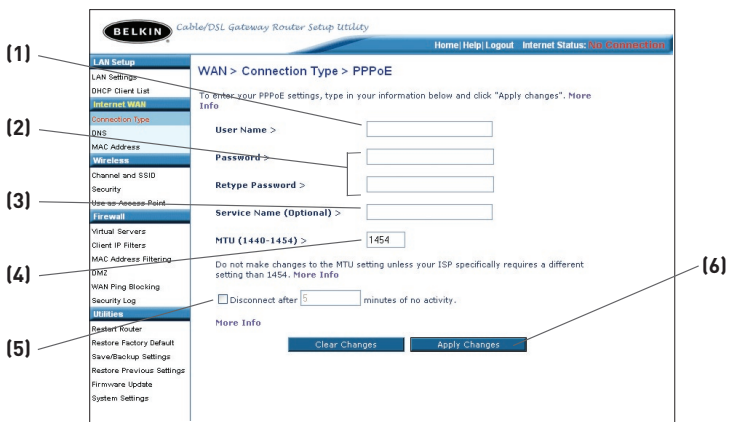 BELKIN
Cable/DSL Gateway Router Setup Utility
Home|Help|Logout Internet Status: No Connection
(1)
(2)
(3)
(4)
(5)
(6)
LAN Setup
LAN Settings
DHCP Client List
Internet WAN
Connection Type
DNS
MAC Address
Wireless
Channel and SSID
Security
Use as Access Point
Firewall
Virtual Servers
Client IP Filters
MAC Address Filtering
DMZ
WAN Ping Blocking
Security Log
Utilities
Restart Router
Restore Factory Default
Save/Backup Settings
Restore Previous Settings
Firmware Update
System Settings
WAN > Connection Type > PPPoE
To enter your PPPoE settings, type in your information below and click "Apply changes". More
Info
User Name >
Password >
Retype Password >
Service Name (Optional) >
MTU (1440-1454) > 1454
Do not make changes to the MTU setting unless your ISP specifically requires a different
setting than 1454. More Info
Disconnect after 5 minutes of no activity.
More Info
Clear Changes Apply Changes